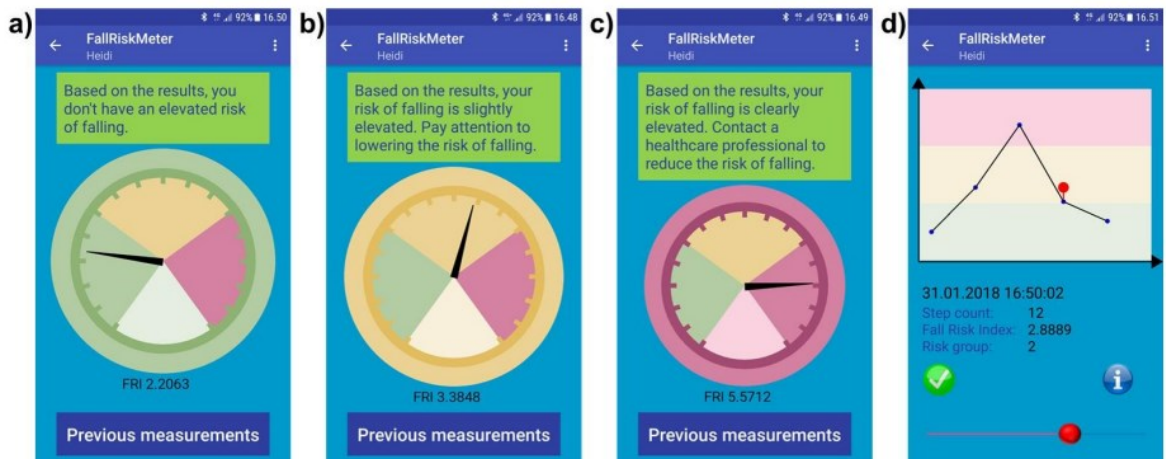 a)
92% 16.50
FallRiskMeter
Heidi
Based on the results, you
don't have an elevated risk
of falling.
FRI 2.2063
Previous measurements
b)
92% 16.48
FallRiskMeter
Heidi
Based on the results, your
risk of falling is slightly
elevated. Pay attention to
lowering the risk of falling.
FRI 3.3848
Previous measurements
c)
92% 16.49
FallRiskMeter
Heidi
Based on the results, your
risk of falling is clearly
elevated. Contact a
healthcare professional to
reduce the risk of falling.
FRI 5.5712
Previous measurements
d)
92% 16.51
FallRiskMeter
Heidi
31.01.2018 16:50:02
Step count: 12
Fall Risk Index: 2.8889
Risk group: 2